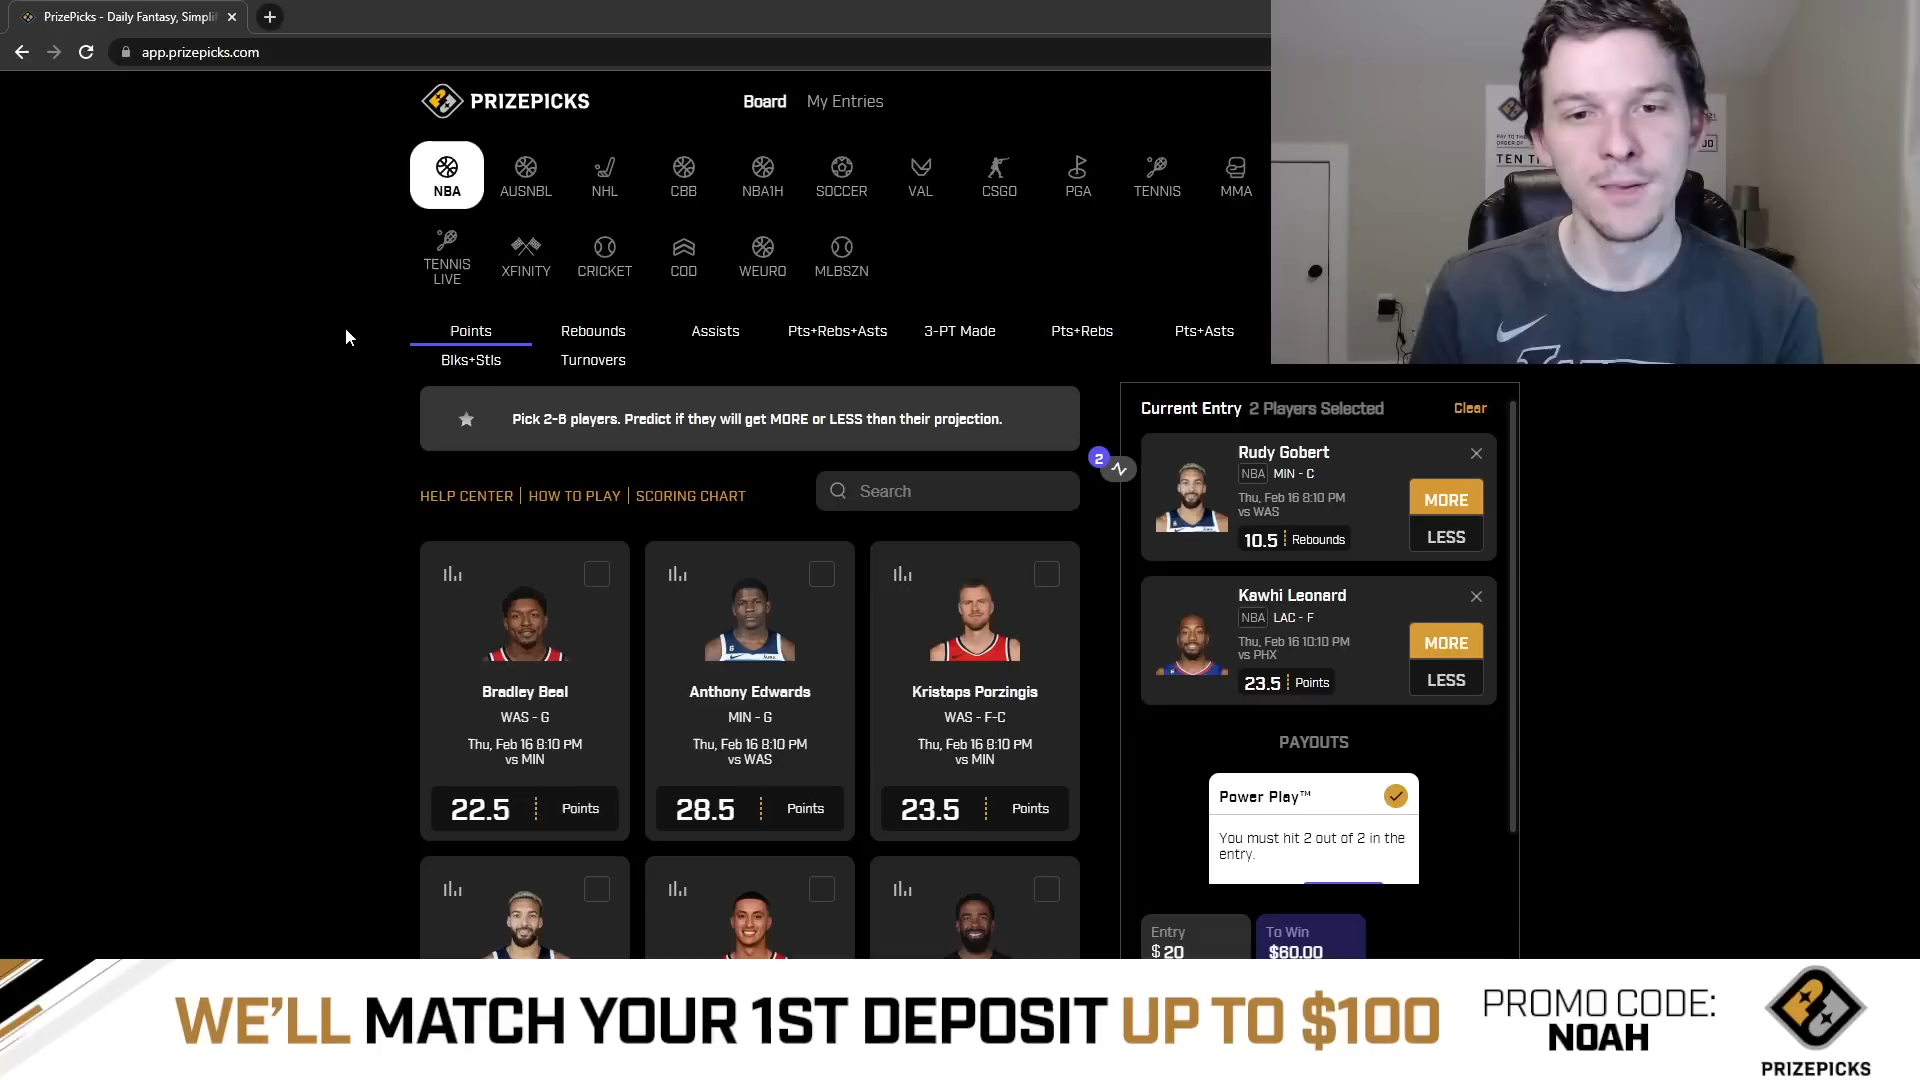 PrizePicks - Daily Fantasy, Simplif
app.prizepicks.com
PRIZEPICKS
Board
My Entries
NBA
AUSNBL
NHL
CBB
NBA1H
SOCCER
VAL
CSGO
PGA
TENNIS
MMA
TENNIS
LIVE
XFINITY
CRICKET
COD
WEURO
MLBSZN
Points
Rebounds
Assists
Pts+Rebs+Asts
3-PT Made
Pts+Rebs
Pts+Asts
Blks+Stls
Turnovers
Pick 2-6 players. Predict if they will get MORE or LESS than their projection.
HELP CENTER
HOW TO PLAY
SCORING CHART
Search
Bradley Beal
WAS - G
Thu, Feb 16 8:10 PM
vs MIN
22.5 Points
Anthony Edwards
MIN - G
Thu, Feb 16 8:10 PM
vs WAS
28.5 Points
Kristaps Porzingis
WAS - F-C
Thu, Feb 16 8:10 PM
vs MIN
23.5 Points
2
Current Entry 2 Players Selected
Clear
Rudy Gobert
NBA MIN - C
Thu, Feb 16 8:10 PM
vs WAS
10.5 Rebounds
MORE
LESS
Kawhi Leonard
NBA LAC - F
Thu, Feb 16 10:10 PM
vs PHX
23.5 Points
MORE
LESS
PAYOUTS
Power Play™
You must hit 2 out of 2 in the
entry.
Entry
$ 20
To Win
$60.00
PAY TO THE
ORDER OF
TEN T
WE'LL MATCH YOUR 1ST DEPOSIT UP TO $100
PROMO CODE:
NOAH
PRIZEPICKS